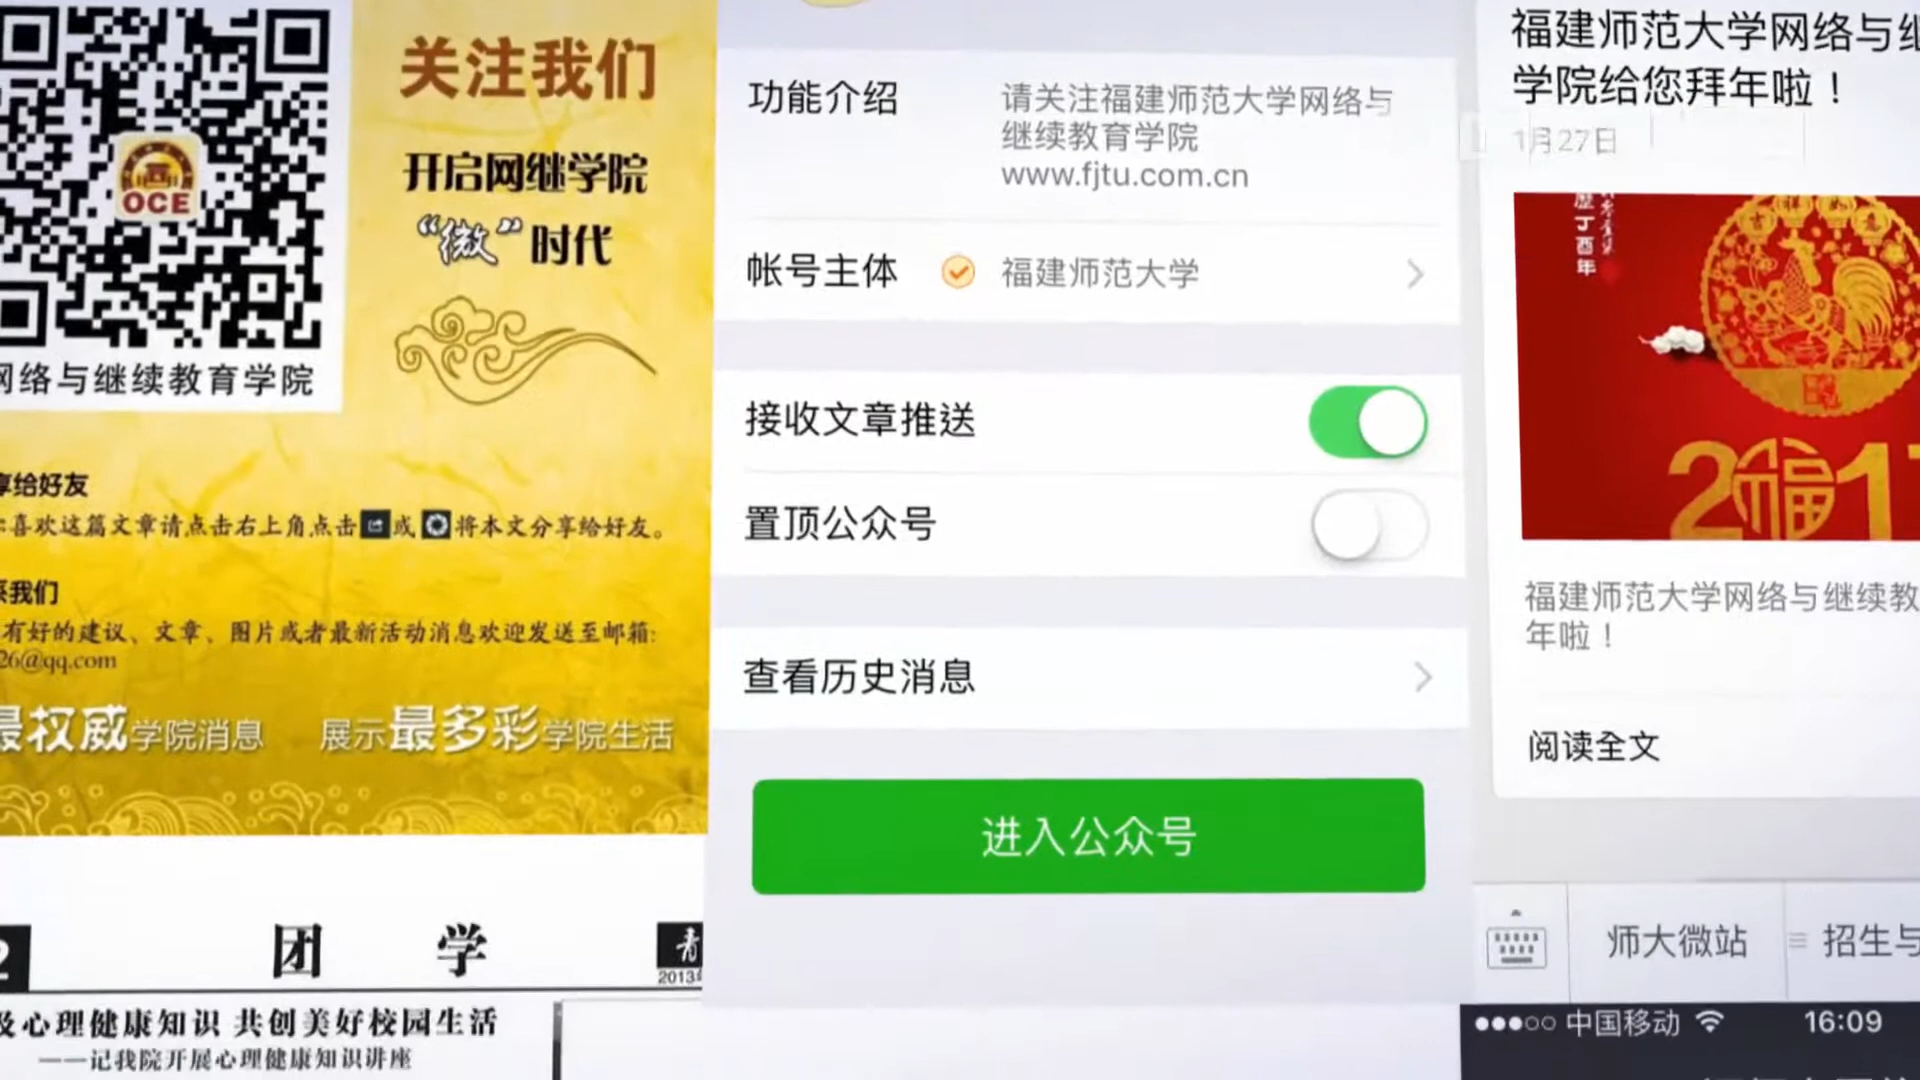 关注我们
开启网继学院
“微”时代
OCE
网络与继续教育学院
享给好友
喜欢这篇文章请点击右上角点击或将本文分享给好友。
系我们
有好的建议、文章、图片或者最新活动消息欢迎发送至邮箱:
26@qq.com
最权威学院消息 展示最多彩学院生活
2 团 学 青
2013年
及心理健康知识 共创美好校园生活
——记我院开展心理健康知识讲座
功能介绍
请关注福建师范大学网络与
继续教育学院
www.fjtu.com.cn
帐号主体 福建师范大学
接收文章推送
置顶公众号
查看历史消息
进入公众号
福建师范大学网络与继
学院给您拜年啦！
1月27日
丁酉年
2福17
福建师范大学网络与继续教
年啦！
阅读全文
师大微站 招生与
中国移动 16:09